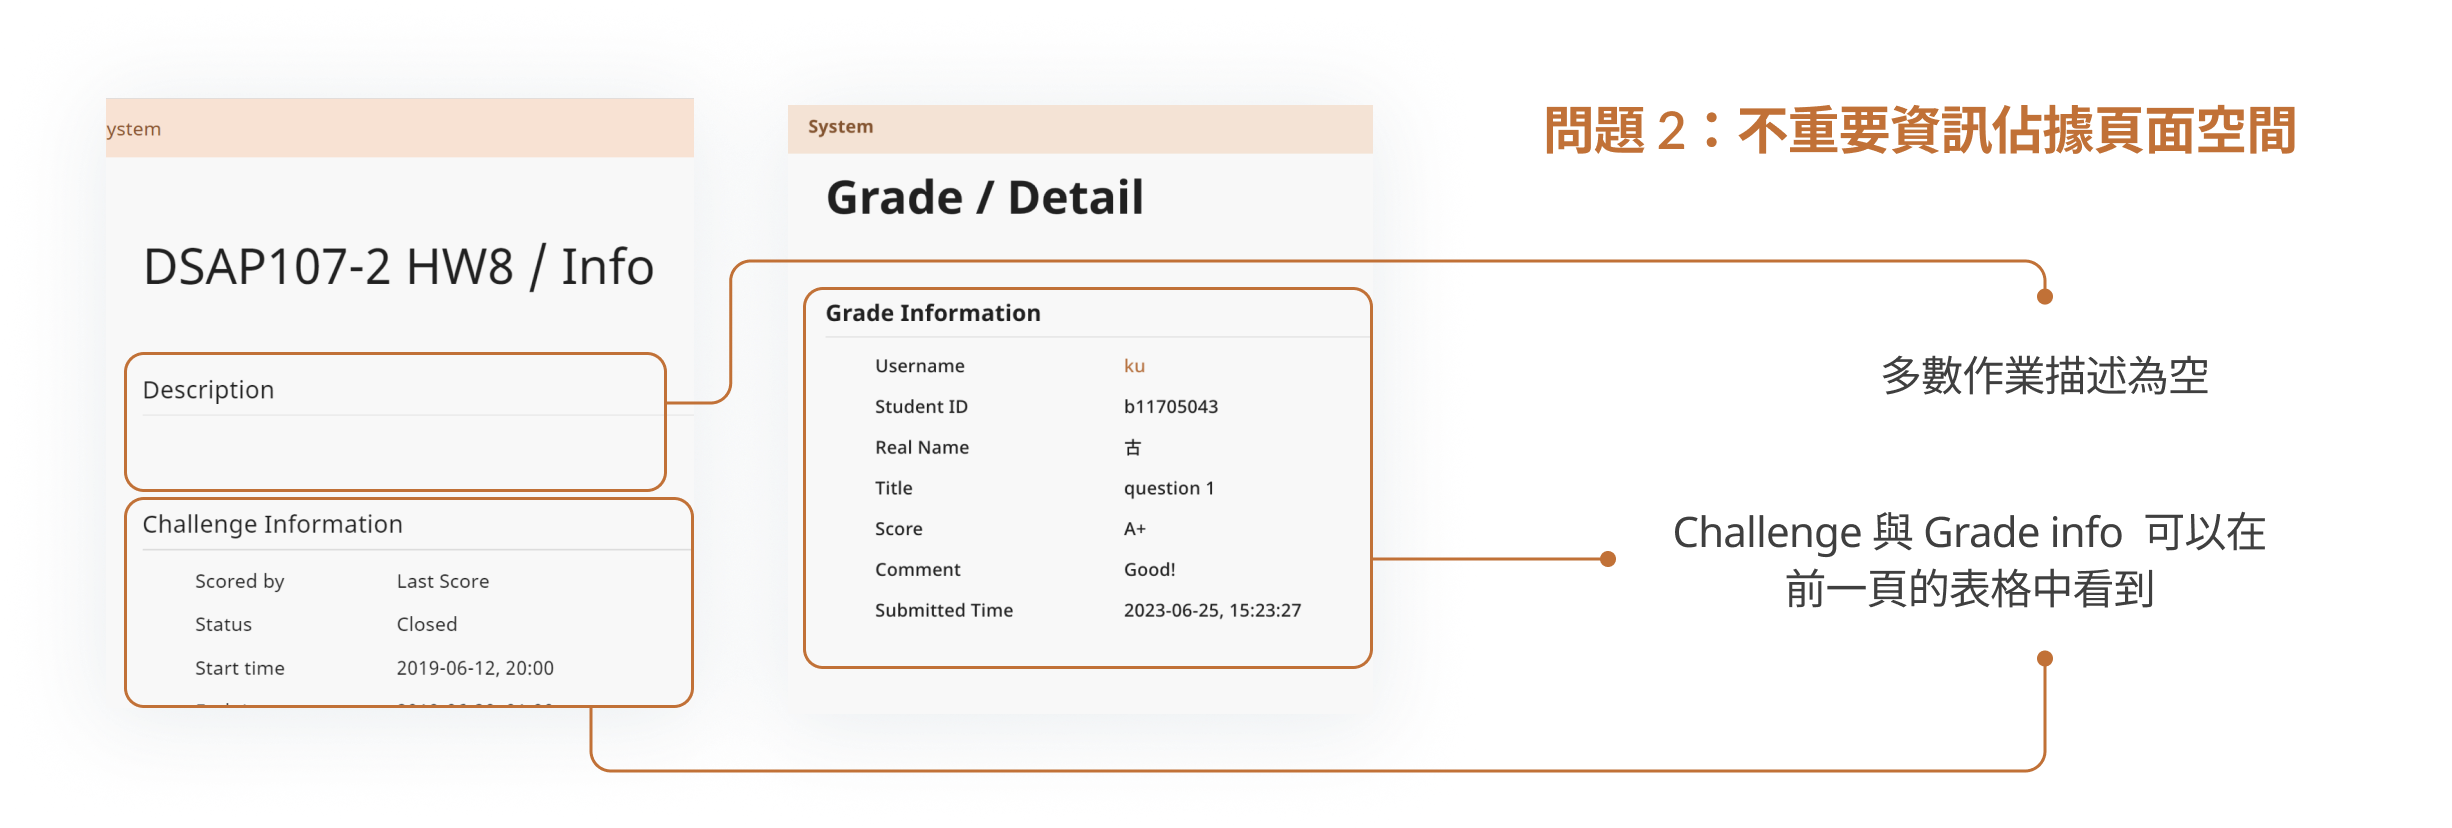 ystem
DSAP107-2 HW8 / Info
Description
Challenge Information
Scored by Last Score
Status Closed
Start time 2019-06-12, 20:00
System
Grade / Detail
Grade Information
Username ku
Student ID b11705043
Real Name 古
Title question 1
Score A+
Comment Good!
Submitted Time 2023-06-25, 15:23:27
問題 2：不重要資訊佔據頁面空間
多數作業描述為空
Challenge 與 Grade info 可以在
前一頁的表格中看到